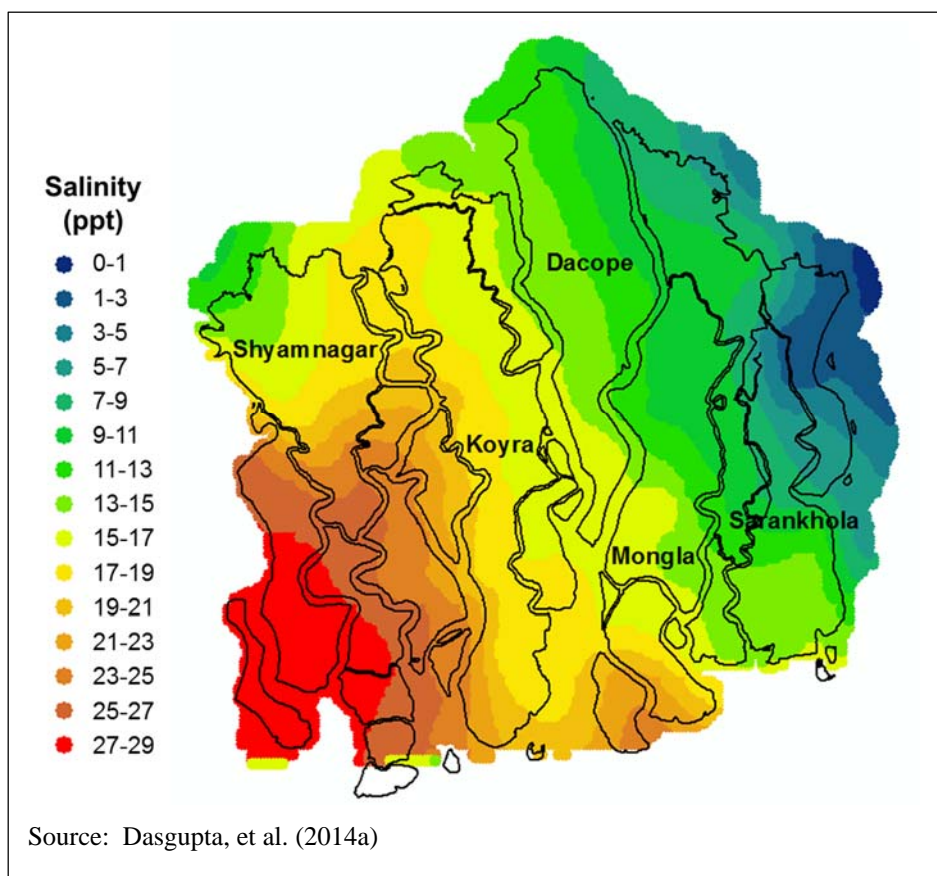 Salinity
(ppt)
0-1
1-3
3-5
5-7
7-9
9-11
11-13
13-15
15-17
17-19
19-21
21-23
23-25
25-27
27-29
Dacope
Shyamnagar
Koyra
Sarankhola
Mongla
Source: Dasgupta, et al. (2014a)